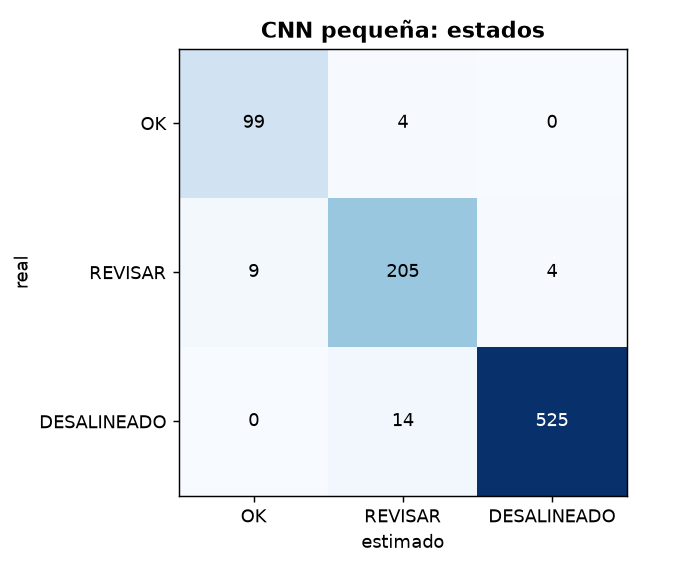 CNN pequeña: estados
OK 99 4 0
REVISAR 9 205 4
DESALINEADO 0 14 525
real
OK REVISAR DESALINEADO
estimado